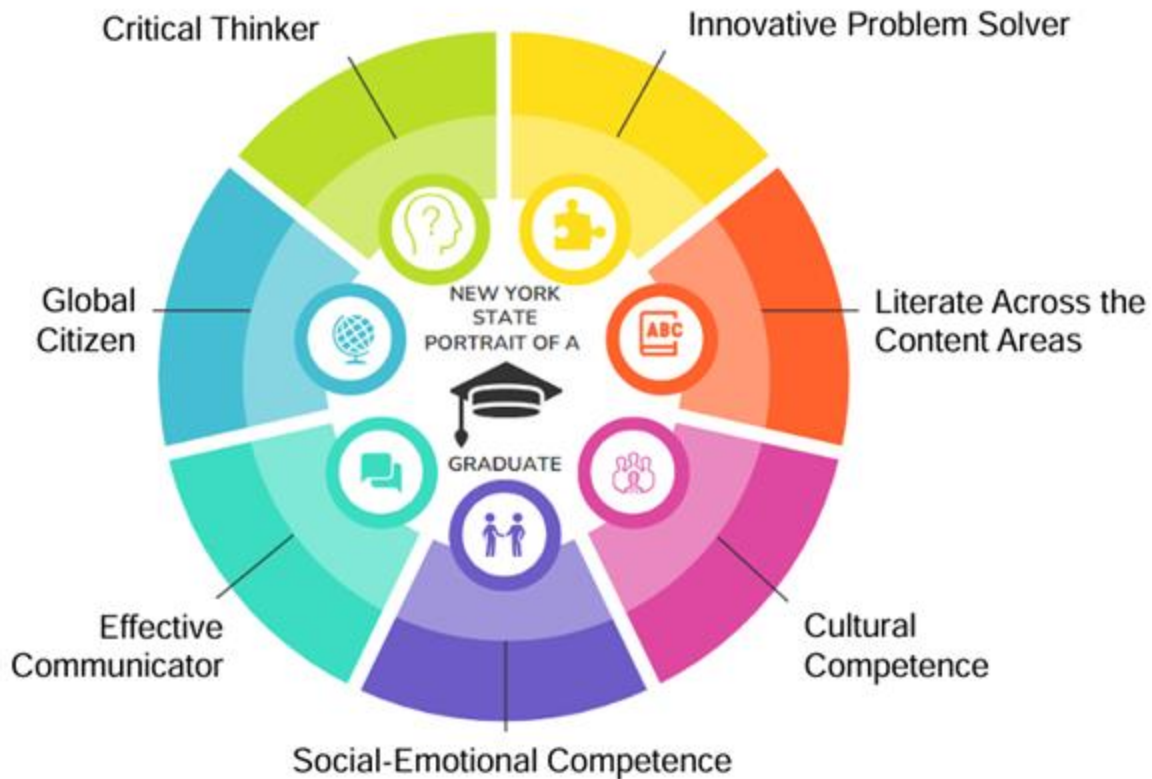 Critical Thinker
Innovative Problem Solver
Global
Citizen
NEW YORK
STATE
PORTRAIT OF A
GRADUATE
ABC
Literate Across the
Content Areas
Effective
Communicator
Cultural
Competence
Social-Emotional Competence
?